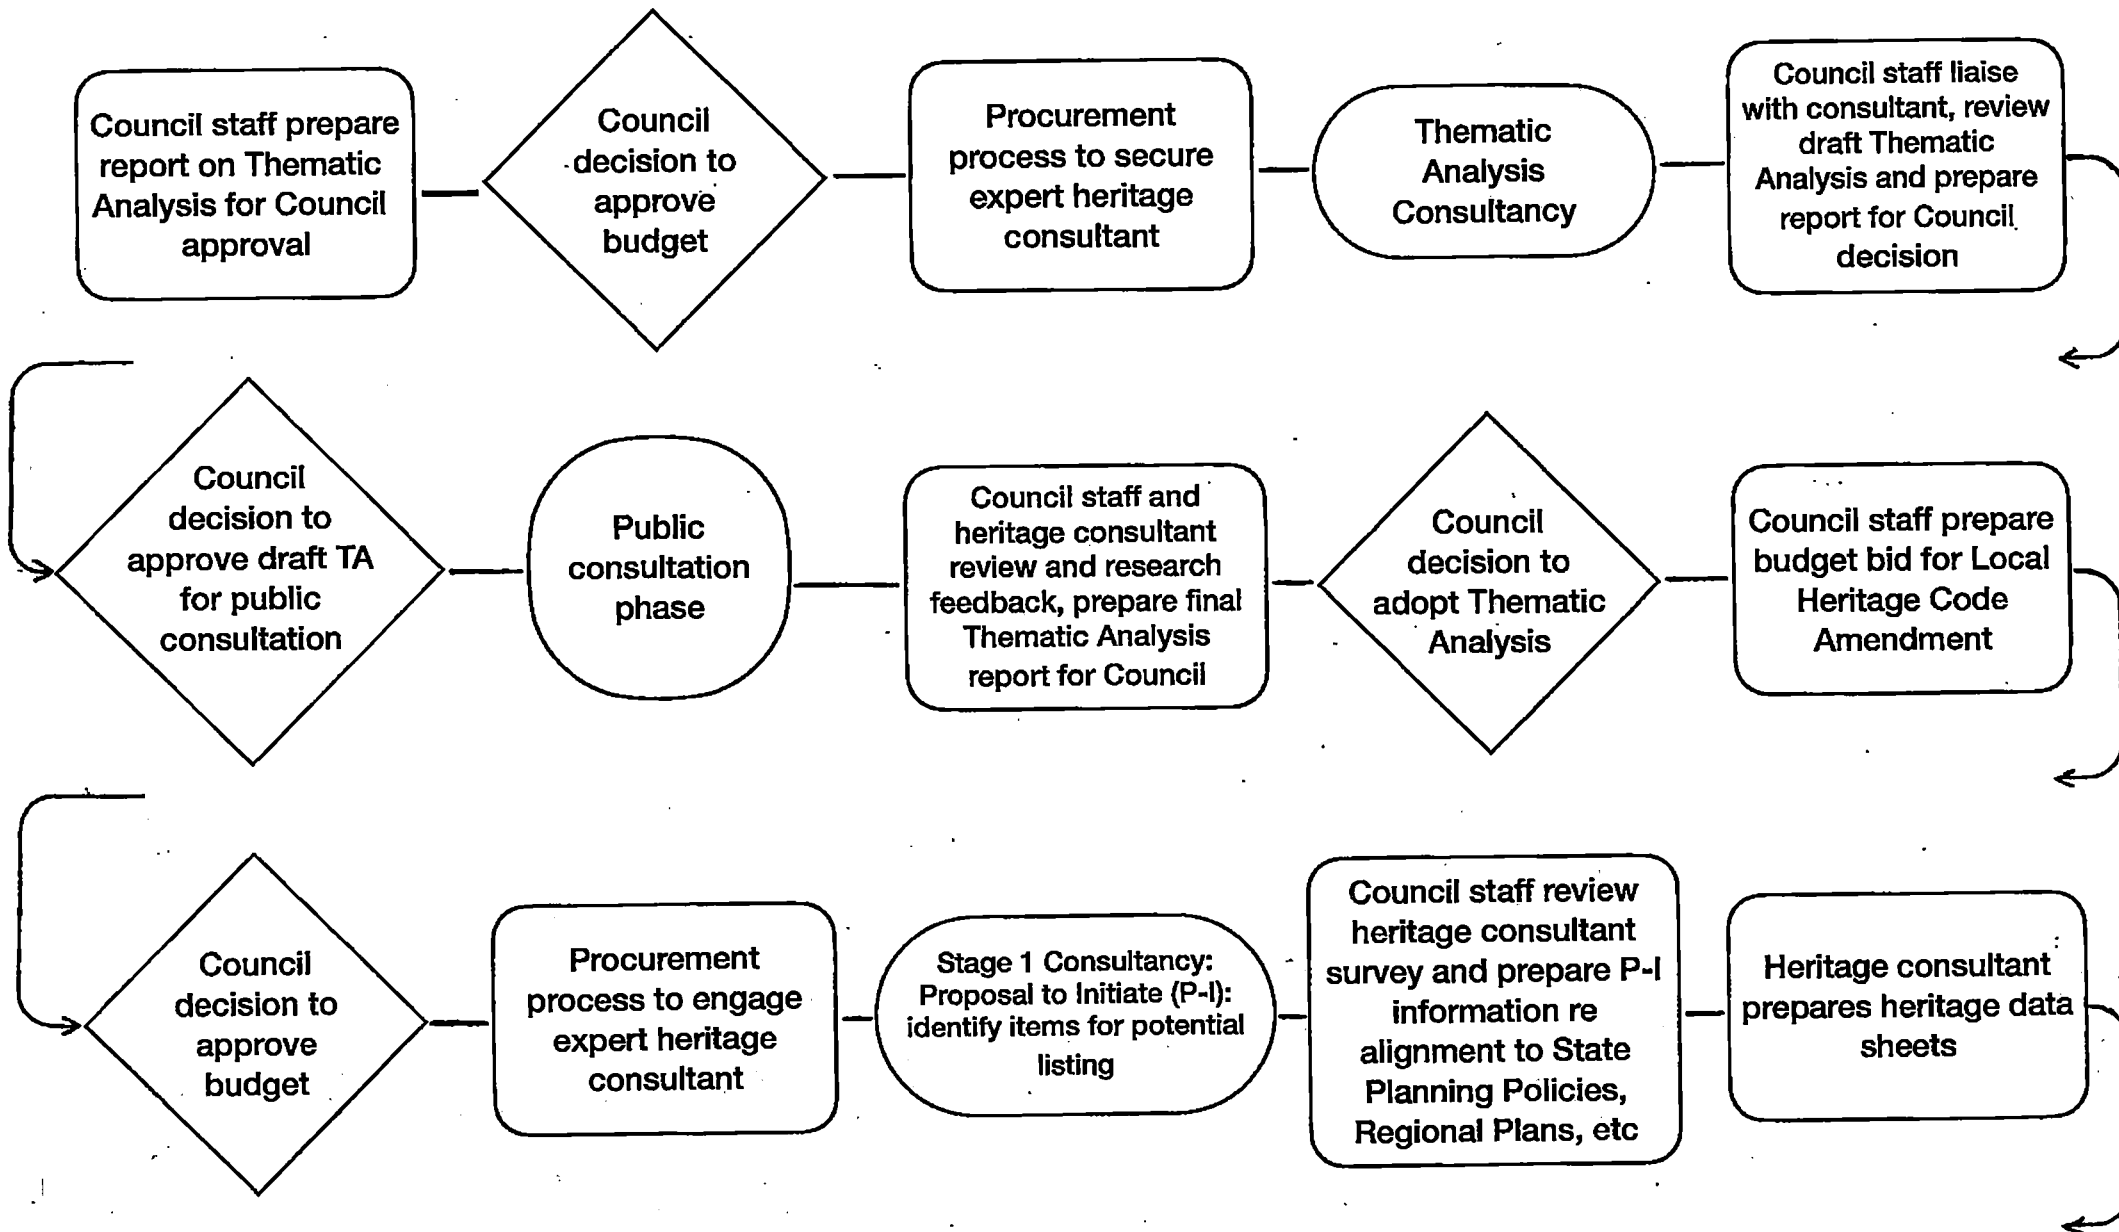 Council staff prepare
report on Thematic
Analysis for Council
approval
Council
decision to
approve
budget
Procurement
process to secure
expert heritage
consultant
Thematic
Analysis
Consultancy
Council staff liaise
with consultant, review
draft Thematic
Analysis and prepare
report for Council
decision
Council
decision to
approve draft TA
for public
consultation
Public
consultation
phase
Council staff and
heritage consultant
review and research
feedback, prepare final
Thematic Analysis
report for Council
Council
decision to
adopt Thematic
Analysis
Council staff prepare
budget bid for Local
Heritage Code
Amendment
Council
decision to
approve
budget
Procurement
process to engage
expert heritage
consultant
Stage 1 Consultancy:
Proposal to Initiate (P-I):
identify items for potential
listing
Council staff review
heritage consultant
survey and prepare P-I
information re
alignment to State
Planning Policies,
Regional Plans, etc
Heritage consultant
prepares heritage data
sheets